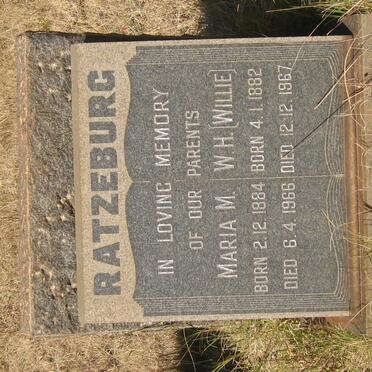 RATZEBURG
IN LOVING MEMORY
OF OUR PARENTS
MARIA M. W.H. (WILLIE)
BORN 2.12.1884 BORN 4.1.1882
DIED 6.4.1966 DIED 12.12.1967